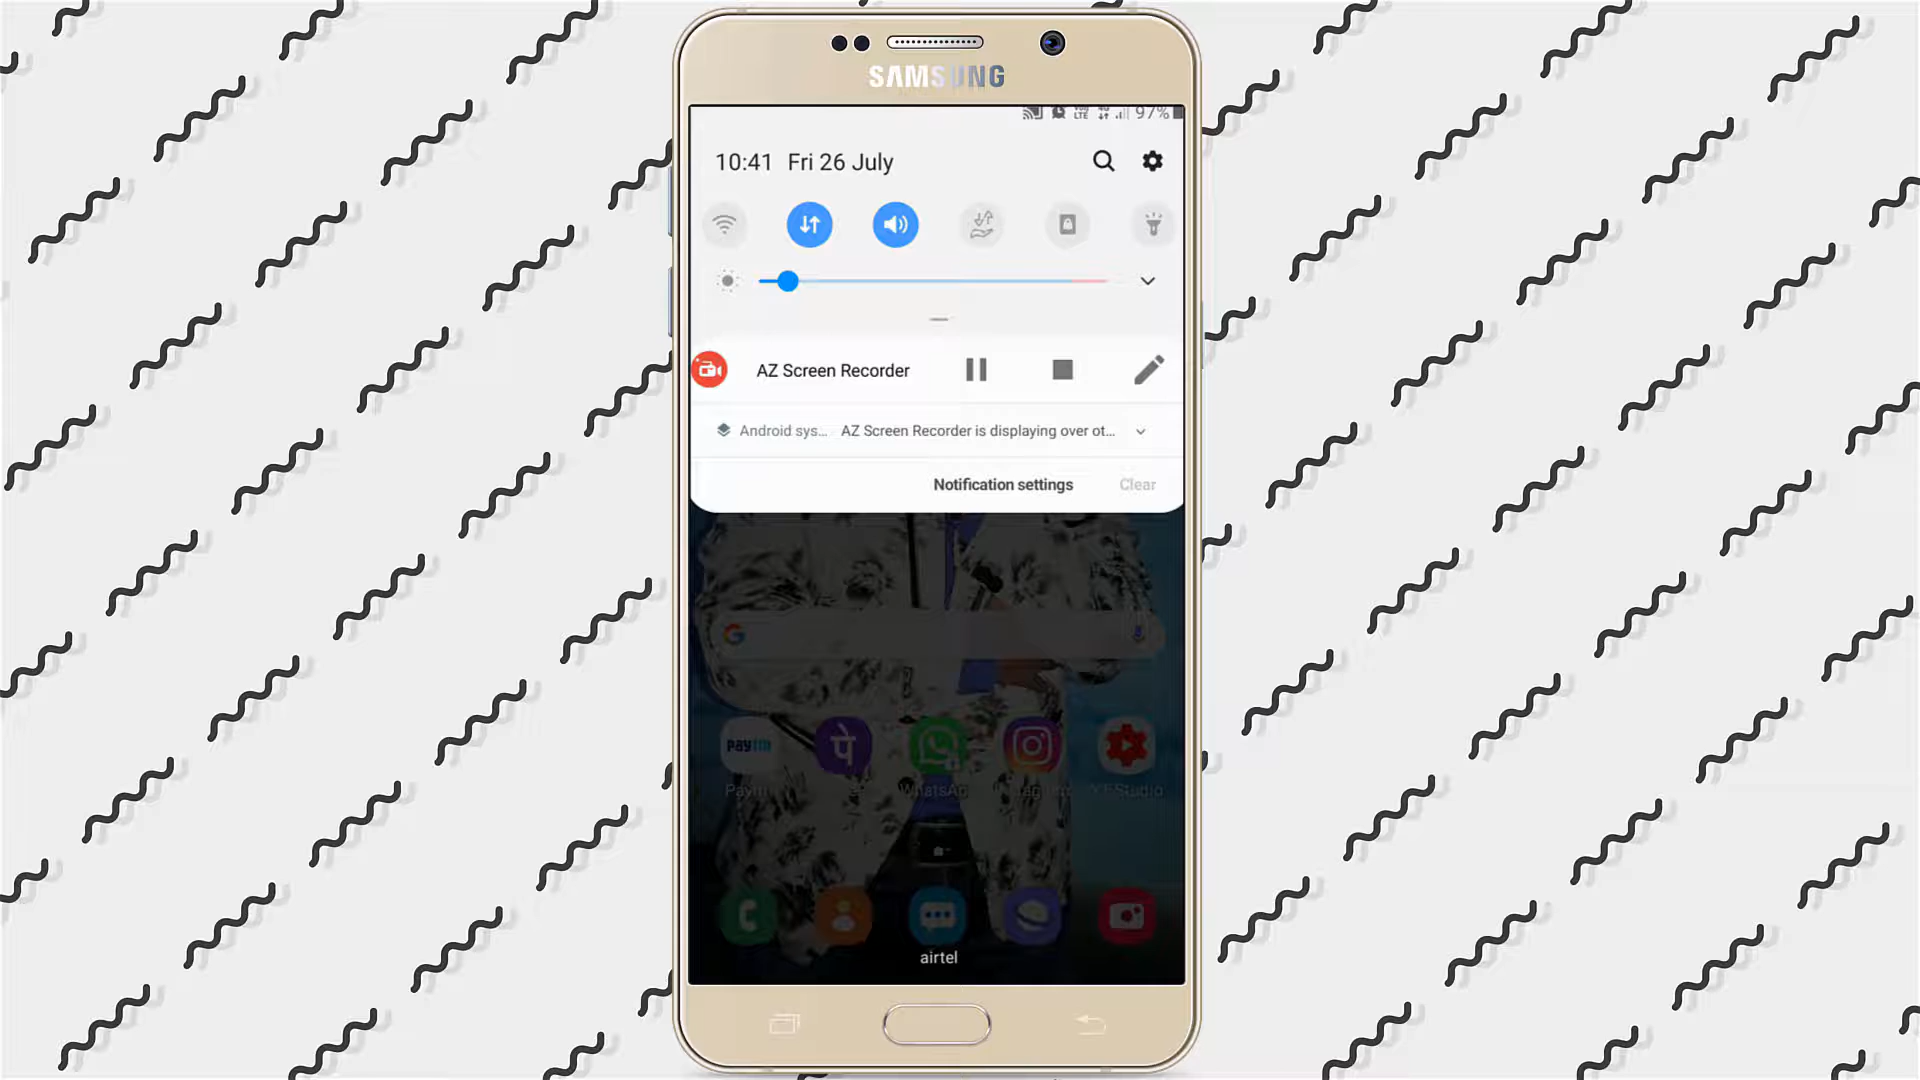 SAMSUNG
97%
10:41 Fri 26 July
AZ Screen Recorder
Android sys... AZ Screen Recorder is displaying over ot...
Notification settings Clear
paytm
पे
airtel